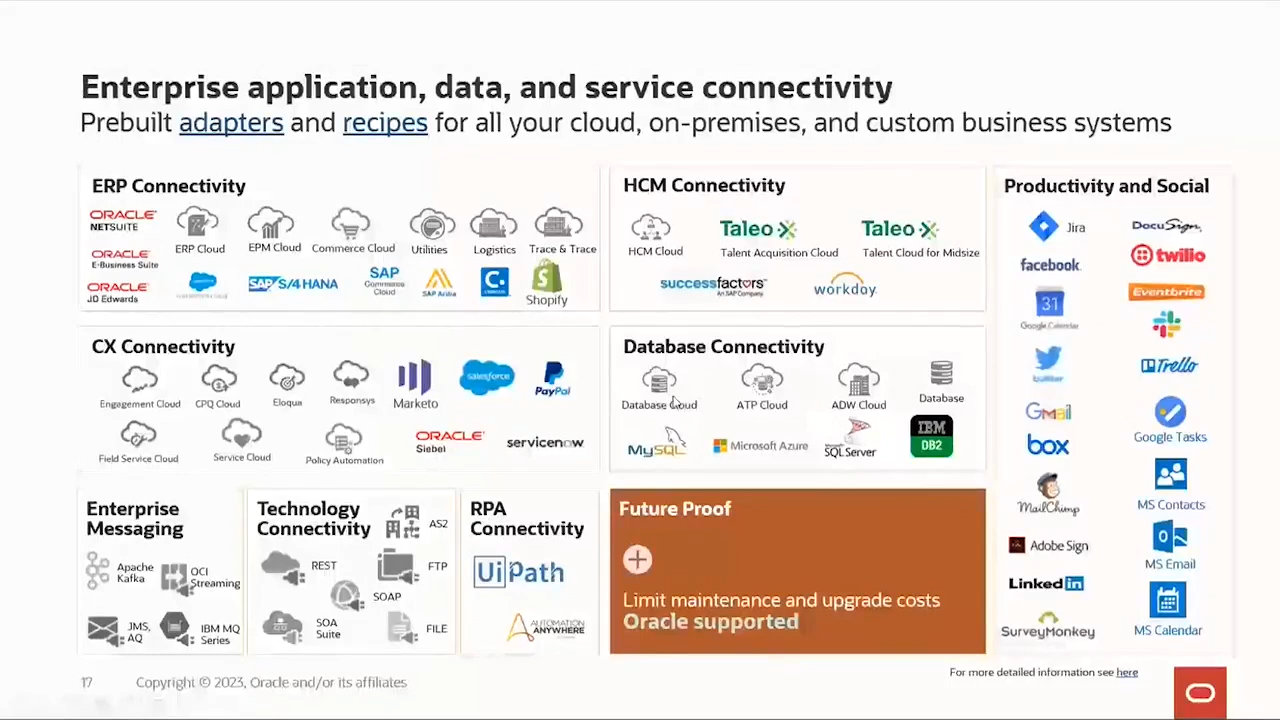 Enterprise application, data, and service connectivity
Prebuilt adapters and recipes for all your cloud, on-premises, and custom business systems
ERP Connectivity
ORACLE NETSUITE
ERP Cloud
EPM Cloud
Commerce Cloud
Utilities
Logistics
Trace & Trace
ORACLE E-Business Suite
ORACLE JD Edwards
SAP S/4 HANA
SAP Commerce Cloud
SAP Ariba
Shopify
HCM Connectivity
HCM Cloud
Taleo
Talent Acquisition Cloud
Taleo
Talent Cloud for Midsize
successfactors
An SAP Company
workday
Productivity and Social
Jira
DocuSign
facebook
twilio
31
Google Calendar
Eventbrite
twitter
Trello
Gmail
Google Tasks
box
MS Contacts
MailChimp
Adobe Sign
MS Email
Linked in
SurveyMonkey
MS Calendar
CX Connectivity
Engagement Cloud
CPQ Cloud
Eloqua
Responsys
Marketo
salesforce
PayPal
Field Service Cloud
Service Cloud
Policy Automation
ORACLE Siebel
servicenow
Database Connectivity
Database Cloud
ATP Cloud
ADW Cloud
Database
MySQL
Microsoft Azure
SQL Server
IBM DB2
Enterprise Messaging
Apache Kafka
OCI Streaming
JMS, AQ
IBM MQ Series
Technology Connectivity
AS2
REST
FTP
SOAP
SOA Suite
FILE
RPA Connectivity
UiPath
AUTOMATION ANYWHERE
Future Proof
Limit maintenance and upgrade costs
Oracle supported
For more detailed information see here
17
Copyright © 2023, Oracle and/or its affiliates